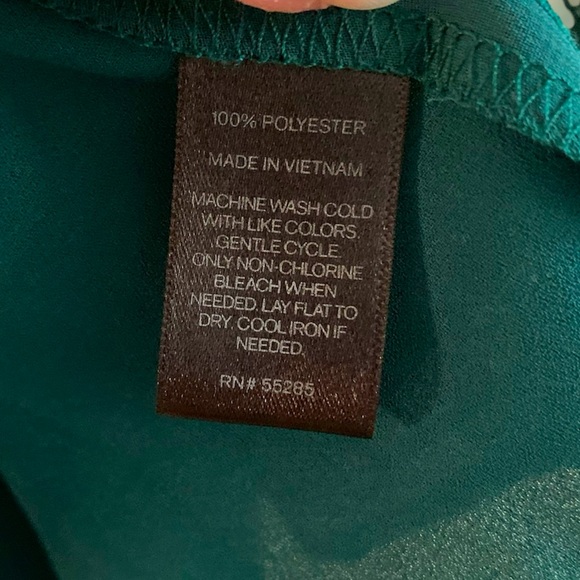 100% POLYESTER
MADE IN VIETNAM
MACHINE WASH COLD
WITH LIKE COLORS.
GENTLE CYCLE.
ONLY NON-CHLORINE
BLEACH WHEN
NEEDED. LAY FLAT TO
DRY. COOL IRON IF
NEEDED.
RN# 55285